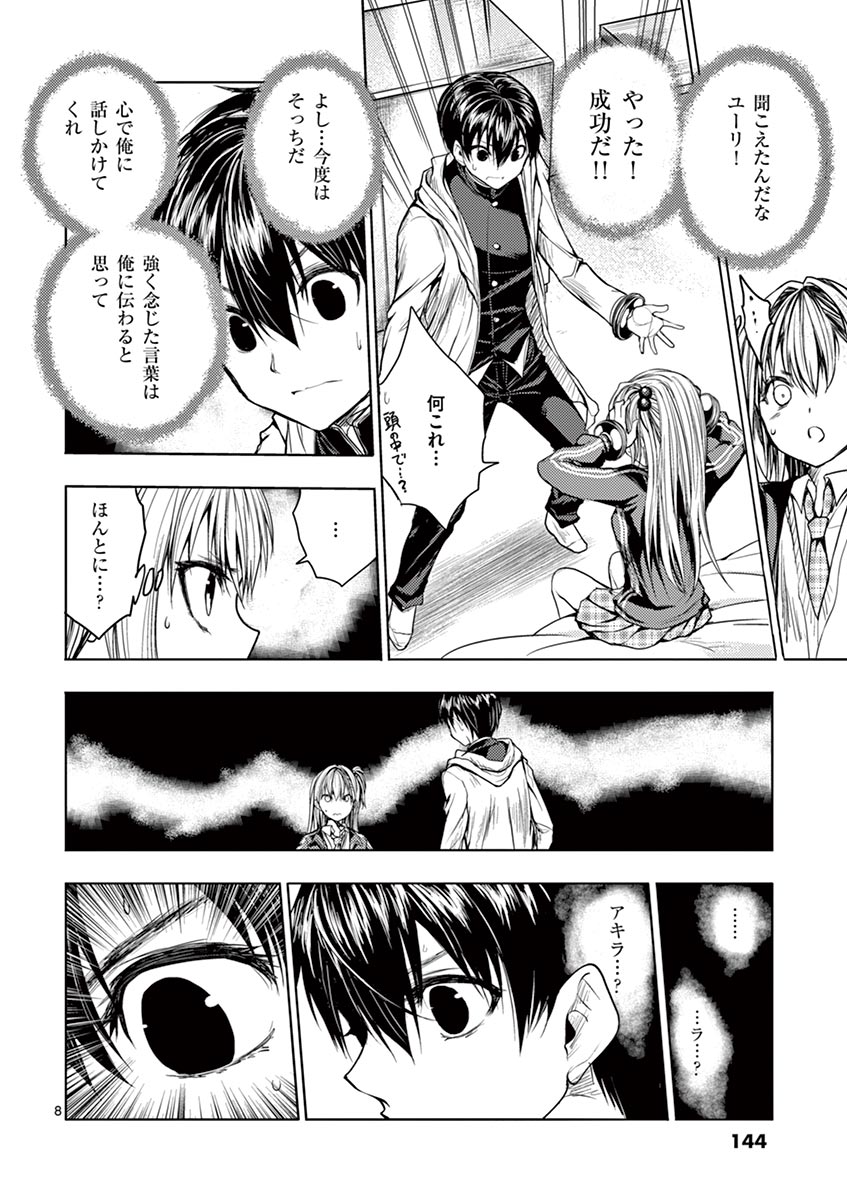 聞こえたんだな
ユーリ！
やった！
成功だ!!
…
何これ…
頭の中で…？
よし…今度は
そっちだ
心で俺に
話しかけて
くれ
強く念じた言葉は
俺に伝わると
思って
…
ほんとに…？
……
…ラ…？
アキラ…？
8
144